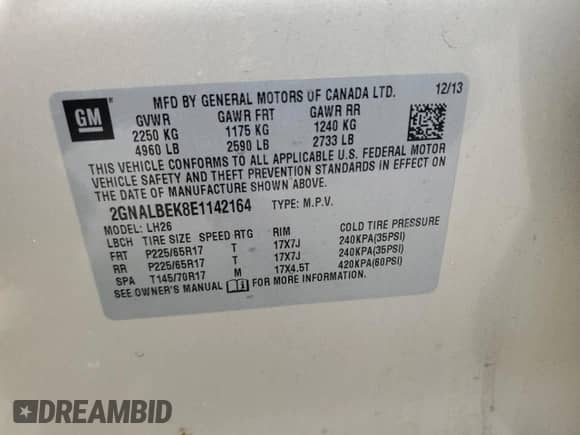 GM
MFD BY GENERAL MOTORS OF CANADA LTD. 12/13
GVWR GAWR FRT GAWR RR
2250 KG 1175 KG 1240 KG
4960 LB 2590 LB 2733 LB
THIS VEHICLE CONFORMS TO ALL APPLICABLE U.S. FEDERAL MOTOR
VEHICLE SAFETY AND THEFT PREVENTION STANDARDS IN EFFECT ON
THE DATE OF MANUFACTURE SHOWN ABOVE.
2GNALBEK8E1142164 TYPE: M.P.V.
MODEL: LH26
LBCH TIRE SIZE SPEED RTG RIM COLD TIRE PRESSURE
FRT P225/65R17 T 17X7J 240KPA(35PSI)
RR P225/65R17 T 17X7J 240KPA(35PSI)
SPA T145/70R17 M 17X4.5T 420KPA(60PSI)
SEE OWNER'S MANUAL FOR MORE INFORMATION.
DREAMBID